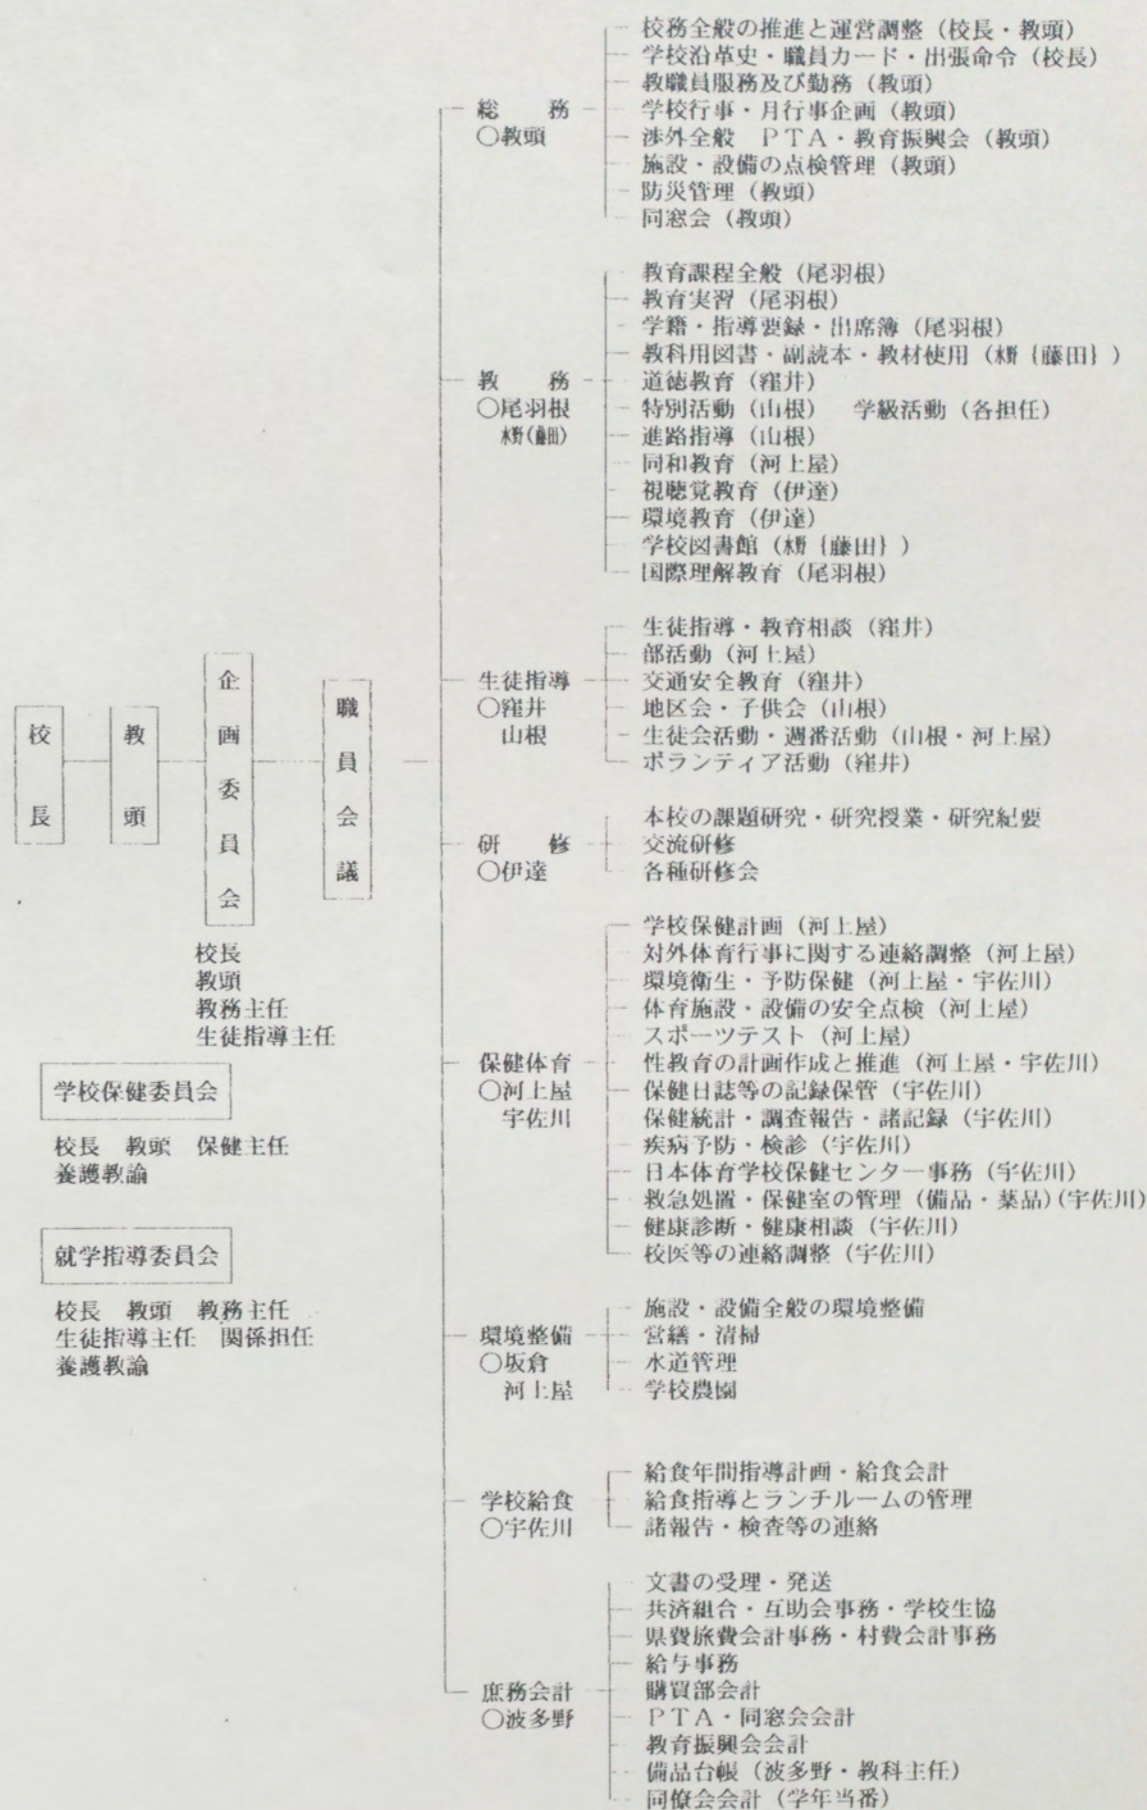 校長
教頭
企画委員会
校長
教頭
教務主任
生徒指導主任
職員会議
学校保健委員会
校長 教頭 保健主任
養護教諭
就学指導委員会
校長 教頭 教務主任
生徒指導主任 関係担任
養護教諭
総務
○教頭
校務全般の推進と運営調整（校長・教頭）
学校沿革史・職員カード・出張命令（校長）
教職員服務及び勤務（教頭）
学校行事・月行事企画（教頭）
渉外全般 ＰＴＡ・教育振興会（教頭）
施設・設備の点検管理（教頭）
防災管理（教頭）
同窓会（教頭）
教務
○尾羽根
水野(藤田)
教育課程全般（尾羽根）
教育実習（尾羽根）
学籍・指導要録・出席簿（尾羽根）
教科用図書・副読本・教材使用（水野｛藤田｝）
道徳教育（窪井）
特別活動（山根） 学級活動（各担任）
進路指導（山根）
同和教育（河上屋）
視聴覚教育（伊達）
環境教育（伊達）
学校図書館（水野｛藤田｝）
国際理解教育（尾羽根）
生徒指導
○窪井
山根
生徒指導・教育相談（窪井）
部活動（河上屋）
交通安全教育（窪井）
地区会・子供会（山根）
生徒会活動・週番活動（山根・河上屋）
ボランティア活動（窪井）
研修
○伊達
本校の課題研究・研究授業・研究紀要
交流研修
各種研修会
保健体育
○河上屋
宇佐川
学校保健計画（河上屋）
対外体育行事に関する連絡調整（河上屋）
環境衛生・予防保健（河上屋・宇佐川）
体育施設・設備の安全点検（河上屋）
スポーツテスト（河上屋）
性教育の計画作成と推進（河上屋・宇佐川）
保健日誌等の記録保管（宇佐川）
保健統計・調査報告・諸記録（宇佐川）
疾病予防・検診（宇佐川）
日本体育学校保健センター事務（宇佐川）
救急処置・保健室の管理（備品・薬品）(宇佐川)
健康診断・健康相談（宇佐川）
校医等の連絡調整（宇佐川）
環境整備
○坂倉
河上屋
施設・設備全般の環境整備
営繕・清掃
水道管理
学校農園
学校給食
○宇佐川
給食年間指導計画・給食会計
給食指導とランチルームの管理
諸報告・検査等の連絡
庶務会計
○波多野
文書の受理・発送
共済組合・互助会事務・学校生協
県費旅費会計事務・村費会計事務
給与事務
購買部会計
ＰＴＡ・同窓会会計
教育振興会会計
備品台帳（波多野・教科主任）
同僚会会計（学年当番）